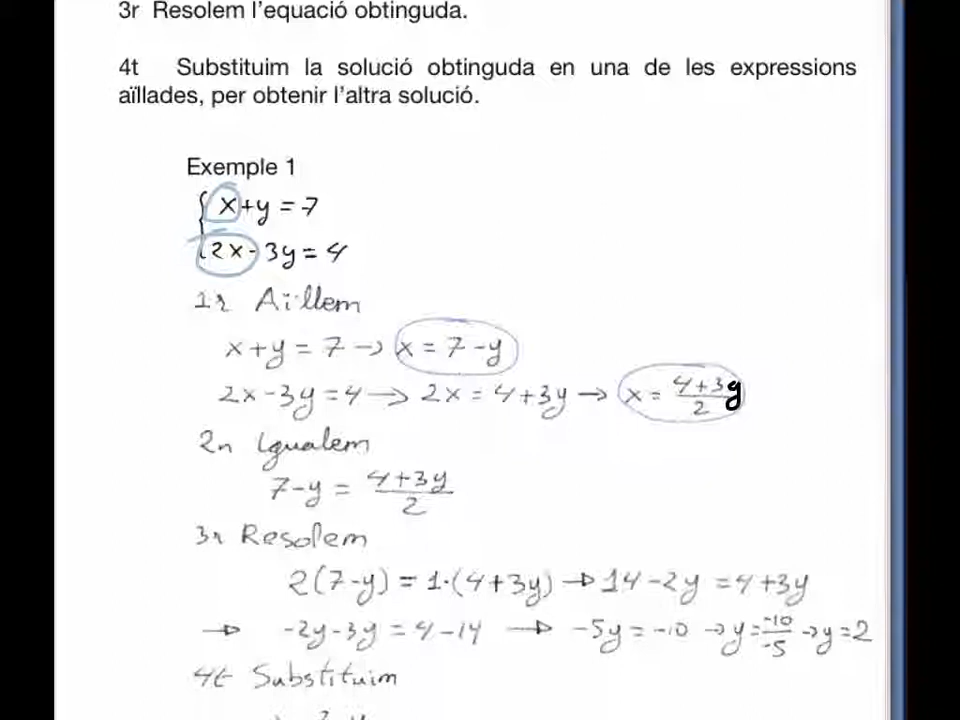 3r Resolem l'equació obtinguda.
4t Substituim la solució obtinguda en una de les expressions
aïllades, per obtenir l'altra solució.
Exemple 1
x+y = 7
2x - 3y = 4
1r Aïllem
x+y = 7 → x = 7-y
2x-3y = 4 → 2x = 4+3y → x = (4+3y)/2
2n Igualem
7-y = (4+3y)/2
3r Resolem
2(7-y) = 1·(4+3y) → 14-2y = 4+3y
→ -2y-3y = 4-14 → -5y = -10 → y = -10/-5 → y = 2
4t Substituim